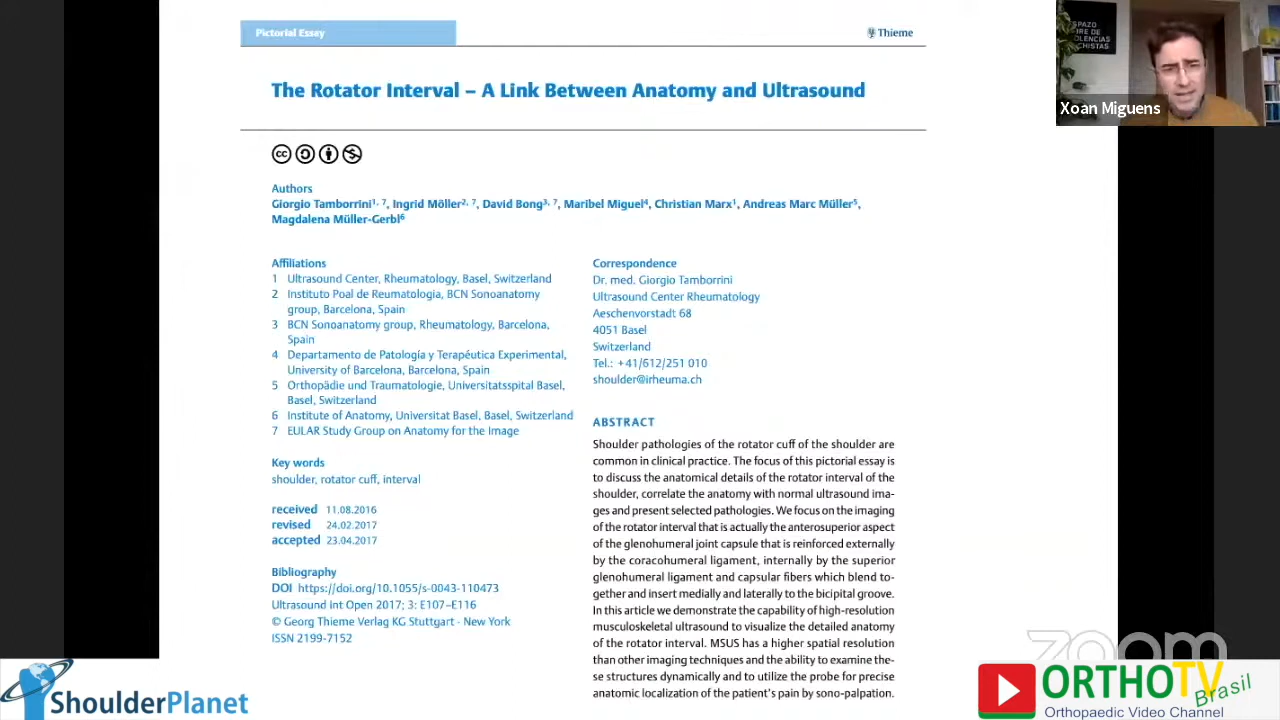 Pictorial Essay
Thieme
The Rotator Interval – A Link Between Anatomy and Ultrasound
cc
Authors
Giorgio Tamborrini1, 7, Ingrid Möller2, 7, David Bong3, 7, Maribel Miguel4, Christian Marx1, Andreas Marc Müller5,
Magdalena Müller-Gerbl6
Affiliations
1 Ultrasound Center, Rheumatology, Basel, Switzerland
2 Instituto Poal de Reumatologia, BCN Sonoanatomy
group, Barcelona, Spain
3 BCN Sonoanatomy group, Rheumatology, Barcelona,
Spain
4 Departamento de Patología y Terapéutica Experimental,
University of Barcelona, Barcelona, Spain
5 Orthopädie und Traumatologie, Universitatsspital Basel,
Basel, Switzerland
6 Institute of Anatomy, Universitat Basel, Basel, Switzerland
7 EULAR Study Group on Anatomy for the Image
Key words
shoulder, rotator cuff, interval
received 11.08.2016
revised 24.02.2017
accepted 23.04.2017
Bibliography
DOI https://doi.org/10.1055/s-0043-110473
Ultrasound Int Open 2017; 3: E107–E116
© Georg Thieme Verlag KG Stuttgart · New York
ISSN 2199-7152
Correspondence
Dr. med. Giorgio Tamborrini
Ultrasound Center Rheumatology
Aeschenvorstadt 68
4051 Basel
Switzerland
Tel.: +41/612/251 010
shoulder@irheuma.ch
ABSTRACT
Shoulder pathologies of the rotator cuff of the shoulder are
common in clinical practice. The focus of this pictorial essay is
to discuss the anatomical details of the rotator interval of the
shoulder, correlate the anatomy with normal ultrasound ima-
ges and present selected pathologies. We focus on the imaging
of the rotator interval that is actually the anterosuperior aspect
of the glenohumeral joint capsule that is reinforced externally
by the coracohumeral ligament, internally by the superior
glenohumeral ligament and capsular fibers which blend to-
gether and insert medially and laterally to the bicipital groove.
In this article we demonstrate the capability of high-resolution
musculoskeletal ultrasound to visualize the detailed anatomy
of the rotator interval. MSUS has a higher spatial resolution
than other imaging techniques and the ability to examine the-
se structures dynamically and to utilize the probe for precise
anatomic localization of the patient's pain by sono-palpation.
Xoan Miguens
zoom
ShoulderPlanet
ORTHOTV
Brasil
Orthopaedic Video Channel